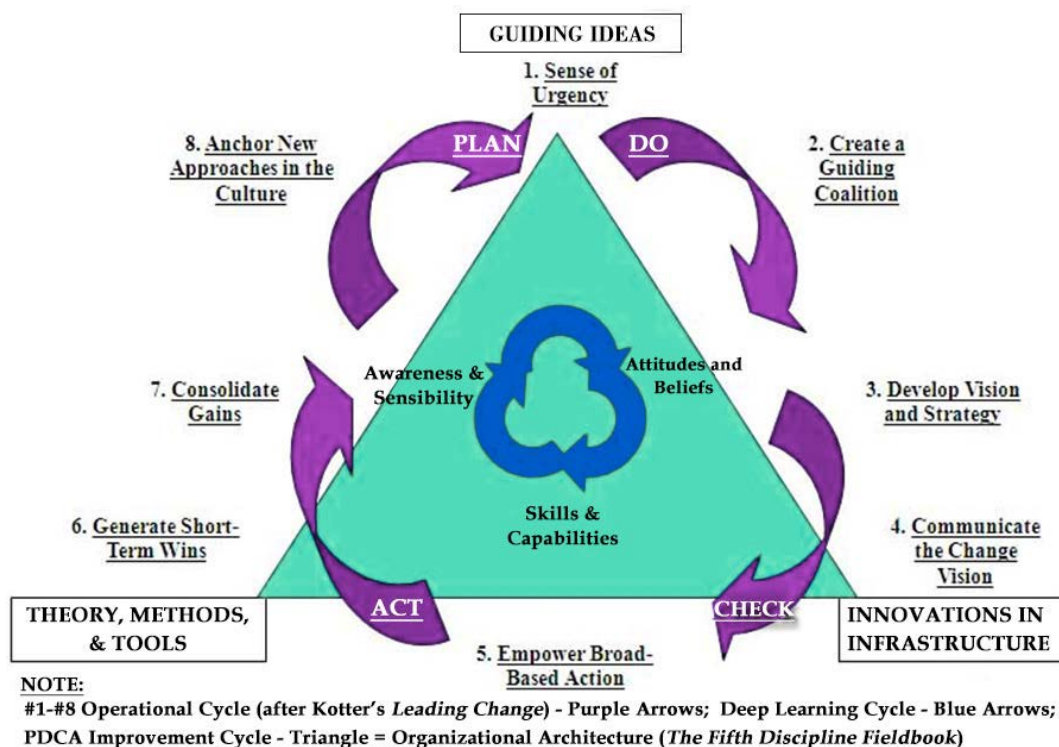 GUIDING IDEAS
1. Sense of
Urgency
PLAN
DO
8. Anchor New
Approaches in the
Culture
2. Create a
Guiding
Coalition
Awareness &
Sensibility
Attitudes and
Beliefs
7. Consolidate
Gains
3. Develop Vision
and Strategy
Skills &
Capabilities
6. Generate Short-
Term Wins
4. Communicate
the Change
Vision
THEORY, METHODS,
& TOOLS
ACT
CHECK
INNOVATIONS IN
INFRASTRUCTURE
5. Empower Broad-
Based Action
NOTE:
#1-#8 Operational Cycle (after Kotter's Leading Change) - Purple Arrows; Deep Learning Cycle - Blue Arrows;
PDCA Improvement Cycle - Triangle = Organizational Architecture (The Fifth Discipline Fieldbook)